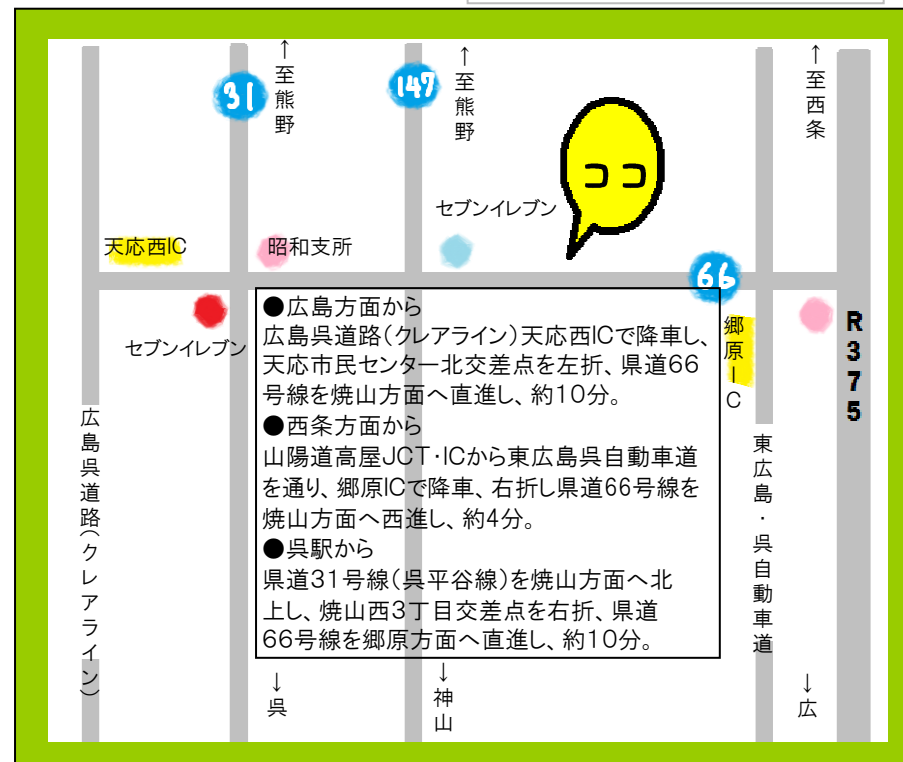 ↑至熊野
↑至熊野
↑至西条
31
147
ココ
セブンイレブン
天応西IC
昭和支所
66
セブンイレブン
郷原IC
R375
●広島方面から
広島呉道路(クレアライン)天応西ICで降車し、
天応市民センター北交差点を左折、県道66
号線を焼山方面へ直進し、約10分。
●西条方面から
山陽道高屋JCT・ICから東広島呉自動車道
を通り、郷原ICで降車、右折し県道66号線を
焼山方面へ西進し、約4分。
●呉駅から
県道31号線(呉平谷線)を焼山方面へ北
上し、焼山西3丁目交差点を右折、県道
66号線を郷原方面へ直進し、約10分。
広島呉道路(クレアライン)
東広島・呉自動車道
↓呉
↓神山
↓広